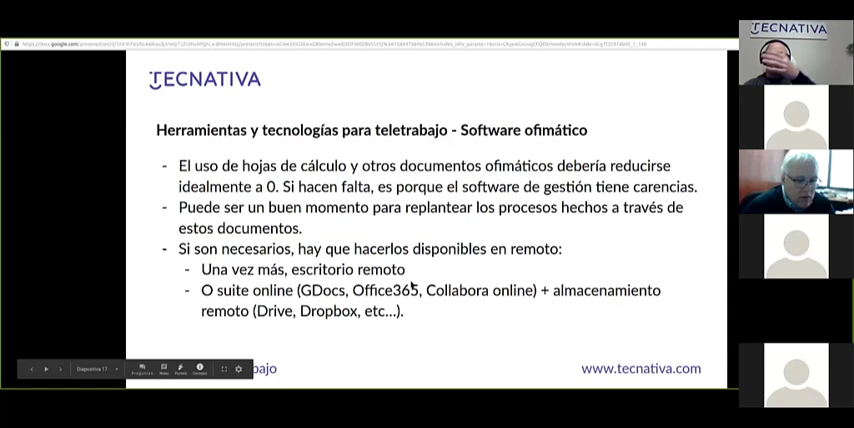 TECNATIVA
TECNATIVA
Herramientas y tecnologías para teletrabajo - Software ofimático
- El uso de hojas de cálculo y otros documentos ofimáticos debería reducirse
idealmente a 0. Si hacen falta, es porque el software de gestión tiene carencias.
- Puede ser un buen momento para replantear los procesos hechos a través de
estos documentos.
- Si son necesarios, hay que hacerlos disponibles en remoto:
- Una vez más, escritorio remoto
- O suite online (GDocs, Office365, Collabora online) + almacenamiento
remoto (Drive, Dropbox, etc...).
Diapositiva 17
bajo
www.tecnativa.com